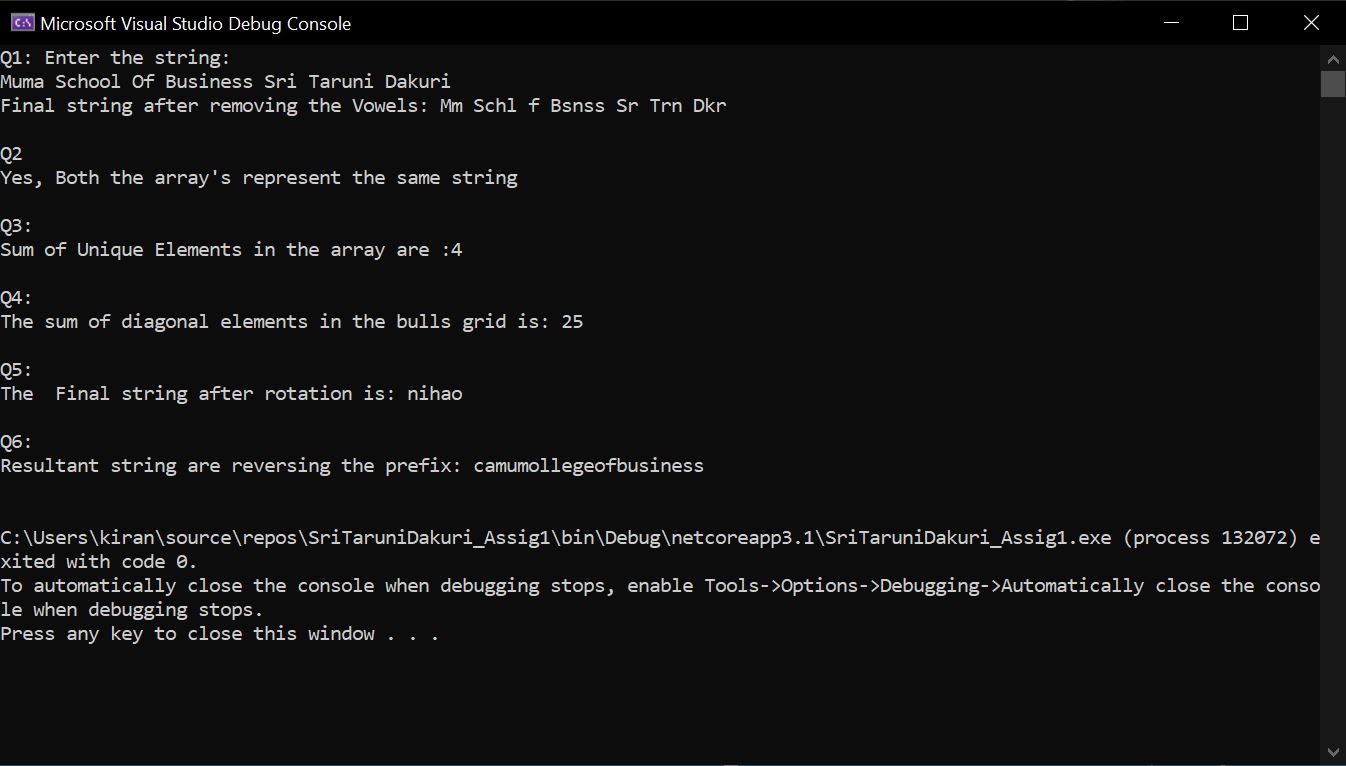 Microsoft Visual Studio Debug Console
Q1: Enter the string:
Muma School Of Business Sri Taruni Dakuri
Final string after removing the Vowels: Mm Schl f Bsnss Sr Trn Dkr
Q2
Yes, Both the array's represent the same string
Q3:
Sum of Unique Elements in the array are :4
Q4:
The sum of diagonal elements in the bulls grid is: 25
Q5:
The  Final string after rotation is: nihao
Q6:
Resultant string are reversing the prefix: camumollegeofbusiness
C:\Users\kiran\source\repos\SriTaruniDakuri_Assig1\bin\Debug\netcoreapp3.1\SriTaruniDakuri_Assig1.exe (process 132072) e
xited with code 0.
To automatically close the console when debugging stops, enable Tools->Options->Debugging->Automatically close the conso
le when debugging stops.
Press any key to close this window . . .